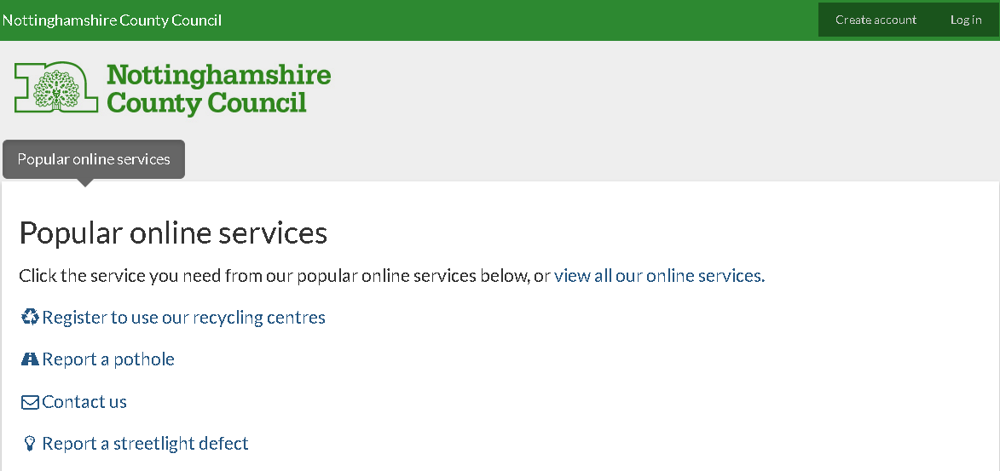 Nottinghamshire County Council
Create account
Log in
Nottinghamshire
County Council
Popular online services
Popular online services
Click the service you need from our popular online services below, or view all our online services.
Register to use our recycling centres
Report a pothole
Contact us
Report a streetlight defect